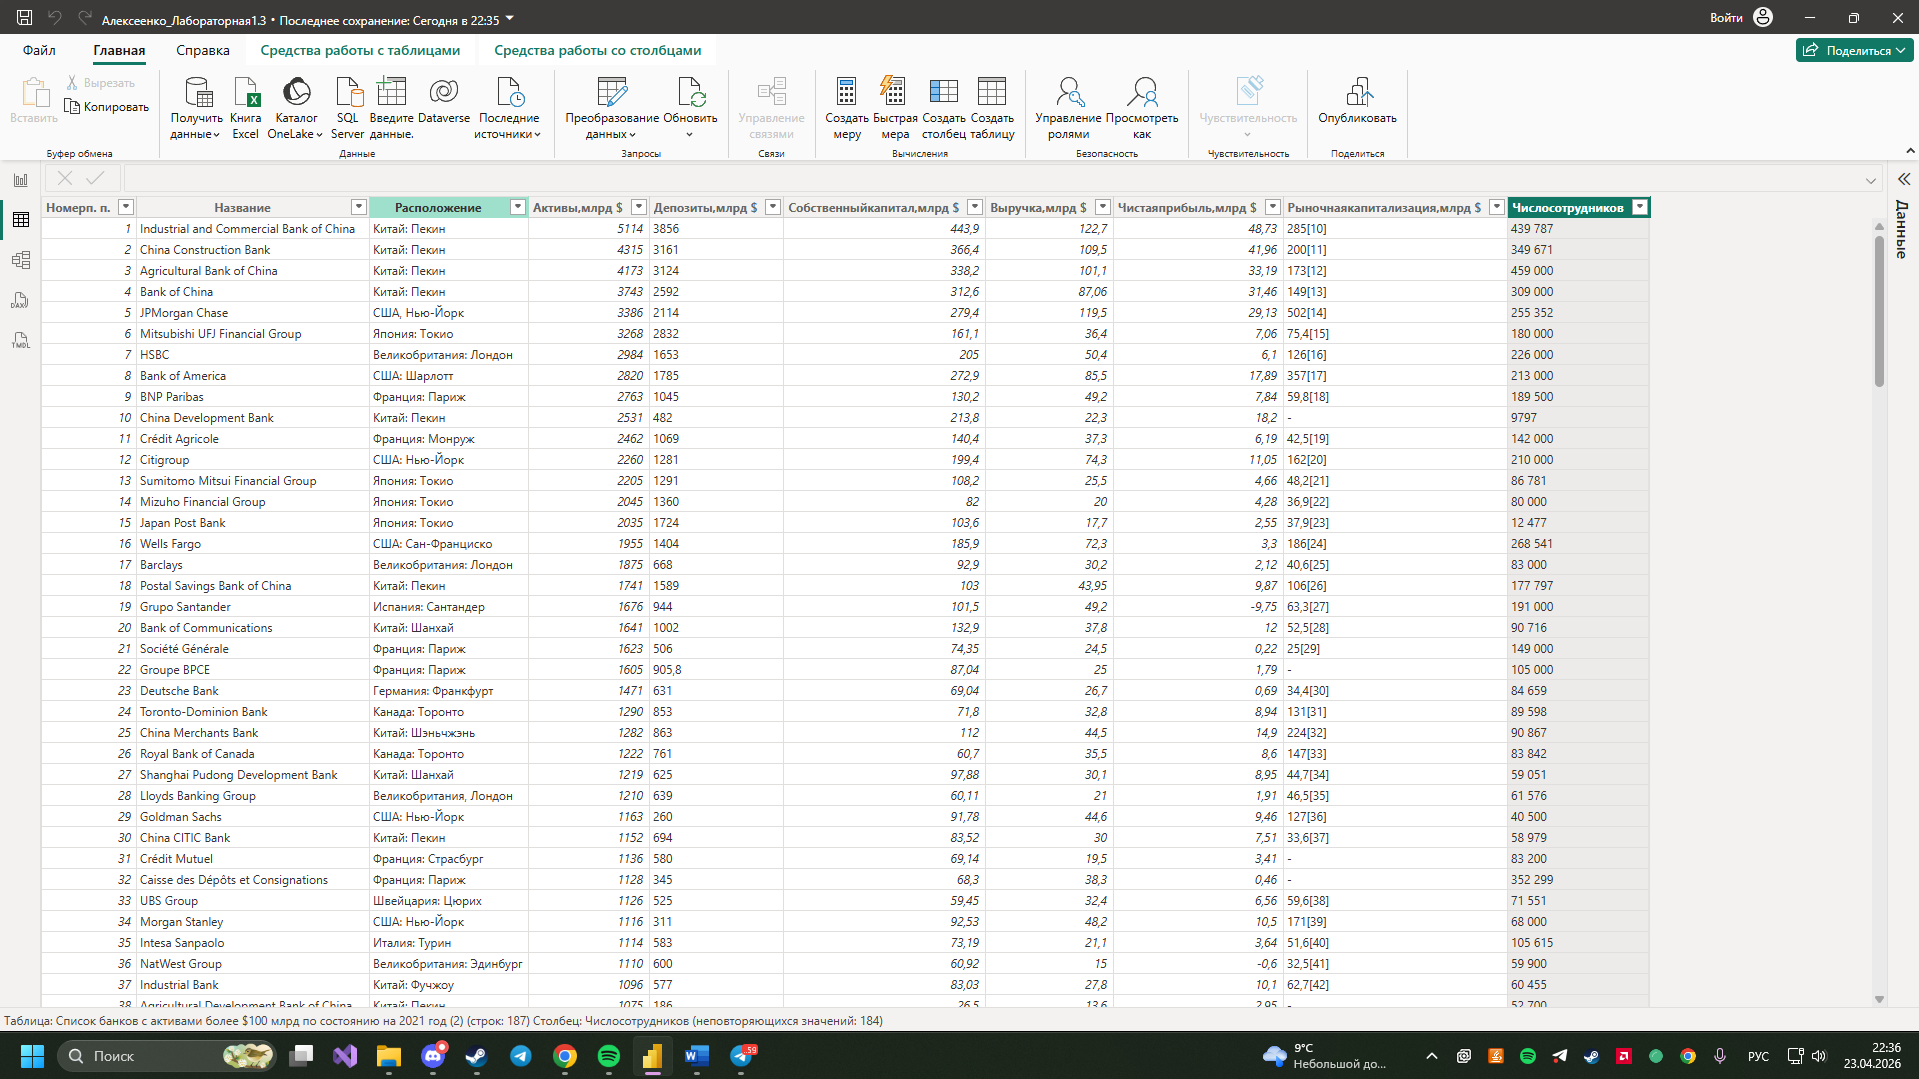 Алексеенко_Лабораторная1.3 • Последнее сохранение: Сегодня в 22:35
Войти
Файл Главная Справка Средства работы с таблицами Средства работы со столбцами
Поделиться
Вставить
Вырезать
Копировать
Буфер обмена
Получить данные
Книга Excel
Каталог OneLake
SQL Server
Введите данные.
Dataverse
Последние источники
Данные
Преобразование данных
Обновить
Запросы
Управление связями
Связи
Создать меру
Быстрая мера
Создать столбец
Создать таблицу
Вычисления
Управление ролями
Просмотреть как
Безопасность
Чувствительность
Чувствительность
Опубликовать
Поделиться
DAX
TMDL
Данные
Номерп. п. Название Расположение Активы,млрд $ Депозиты,млрд $ Собственныйкапитал,млрд $ Выручка,млрд $ Чистаяприбыль,млрд $ Рыночнаякапитализация,млрд $ Числосотрудников
1 Industrial and Commercial Bank of China Китай: Пекин 5114 3856 443,9 122,7 48,73 285[10] 439 787
2 China Construction Bank Китай: Пекин 4315 3161 366,4 109,5 41,96 200[11] 349 671
3 Agricultural Bank of China Китай: Пекин 4173 3124 338,2 101,1 33,19 173[12] 459 000
4 Bank of China Китай: Пекин 3743 2592 312,6 87,06 31,46 149[13] 309 000
5 JPMorgan Chase США, Нью-Йорк 3386 2114 279,4 119,5 29,13 502[14] 255 352
6 Mitsubishi UFJ Financial Group Япония: Токио 3268 2832 161,1 36,4 7,06 75,4[15] 180 000
7 HSBC Великобритания: Лондон 2984 1653 205 50,4 6,1 126[16] 226 000
8 Bank of America США: Шарлотт 2820 1785 272,9 85,5 17,89 357[17] 213 000
9 BNP Paribas Франция: Париж 2763 1045 130,2 49,2 7,84 59,8[18] 189 500
10 China Development Bank Китай: Пекин 2531 482 213,8 22,3 18,2 - 9797
11 Crédit Agricole Франция: Монруж 2462 1069 140,4 37,3 6,19 42,5[19] 142 000
12 Citigroup США: Нью-Йорк 2260 1281 199,4 74,3 11,05 162[20] 210 000
13 Sumitomo Mitsui Financial Group Япония: Токио 2205 1291 108,2 25,5 4,66 48,2[21] 86 781
14 Mizuho Financial Group Япония: Токио 2045 1360 82 20 4,28 36,9[22] 80 000
15 Japan Post Bank Япония: Токио 2035 1724 103,6 17,7 2,55 37,9[23] 12 477
16 Wells Fargo США: Сан-Франциско 1955 1404 185,9 72,3 3,3 186[24] 268 541
17 Barclays Великобритания: Лондон 1875 668 92,9 30,2 2,12 40,6[25] 83 000
18 Postal Savings Bank of China Китай: Пекин 1741 1589 103 43,95 9,87 106[26] 177 797
19 Grupo Santander Испания: Сантандер 1676 944 101,5 49,2 -9,75 63,3[27] 191 000
20 Bank of Communications Китай: Шанхай 1641 1002 132,9 37,8 12 52,5[28] 90 716
21 Société Générale Франция: Париж 1623 506 74,35 24,5 0,22 25[29] 149 000
22 Groupe BPCE Франция: Париж 1605 905,8 87,04 25 1,79 - 105 000
23 Deutsche Bank Германия: Франкфурт 1471 631 69,04 26,7 0,69 34,4[30] 84 659
24 Toronto-Dominion Bank Канада: Торонто 1290 853 71,8 32,8 8,94 131[31] 89 598
25 China Merchants Bank Китай: Шэньчжэнь 1282 863 112 44,5 14,9 224[32] 90 867
26 Royal Bank of Canada Канада: Торонто 1222 761 60,7 35,5 8,6 147[33] 83 842
27 Shanghai Pudong Development Bank Китай: Шанхай 1219 625 97,88 30,1 8,95 44,7[34] 59 051
28 Lloyds Banking Group Великобритания, Лондон 1210 639 60,11 21 1,91 46,5[35] 61 576
29 Goldman Sachs США: Нью-Йорк 1163 260 91,78 44,6 9,46 127[36] 40 500
30 China CITIC Bank Китай: Пекин 1152 694 83,52 30 7,51 33,6[37] 58 979
31 Crédit Mutuel Франция: Страсбург 1136 580 69,14 19,5 3,41 - 83 200
32 Caisse des Dépôts et Consignations Франция: Париж 1128 345 68,3 38,3 0,46 - 352 299
33 UBS Group Швейцария: Цюрих 1126 525 59,45 32,4 6,56 59,6[38] 71 551
34 Morgan Stanley США: Нью-Йорк 1116 311 92,53 48,2 10,5 171[39] 68 000
35 Intesa Sanpaolo Италия: Турин 1114 583 73,19 21,1 3,64 51,6[40] 105 615
36 NatWest Group Великобритания: Эдинбург 1110 600 60,92 15 -0,6 32,5[41] 59 900
37 Industrial Bank Китай: Фучжоу 1096 577 83,03 27,8 10,1 62,7[42] 60 455
38 Agricultural Development Bank of China Китай: Пекин 1075 186 26,5 13,6 2,95 - 52 700
Таблица: Список банков с активами более $100 млрд по состоянию на 2021 год (2) (строк: 187) Столбец: Числосотрудников (неповторяющихся значений: 184)
Поиск
59
9°C
Небольшой до...
РУС
22:36
23.04.2026